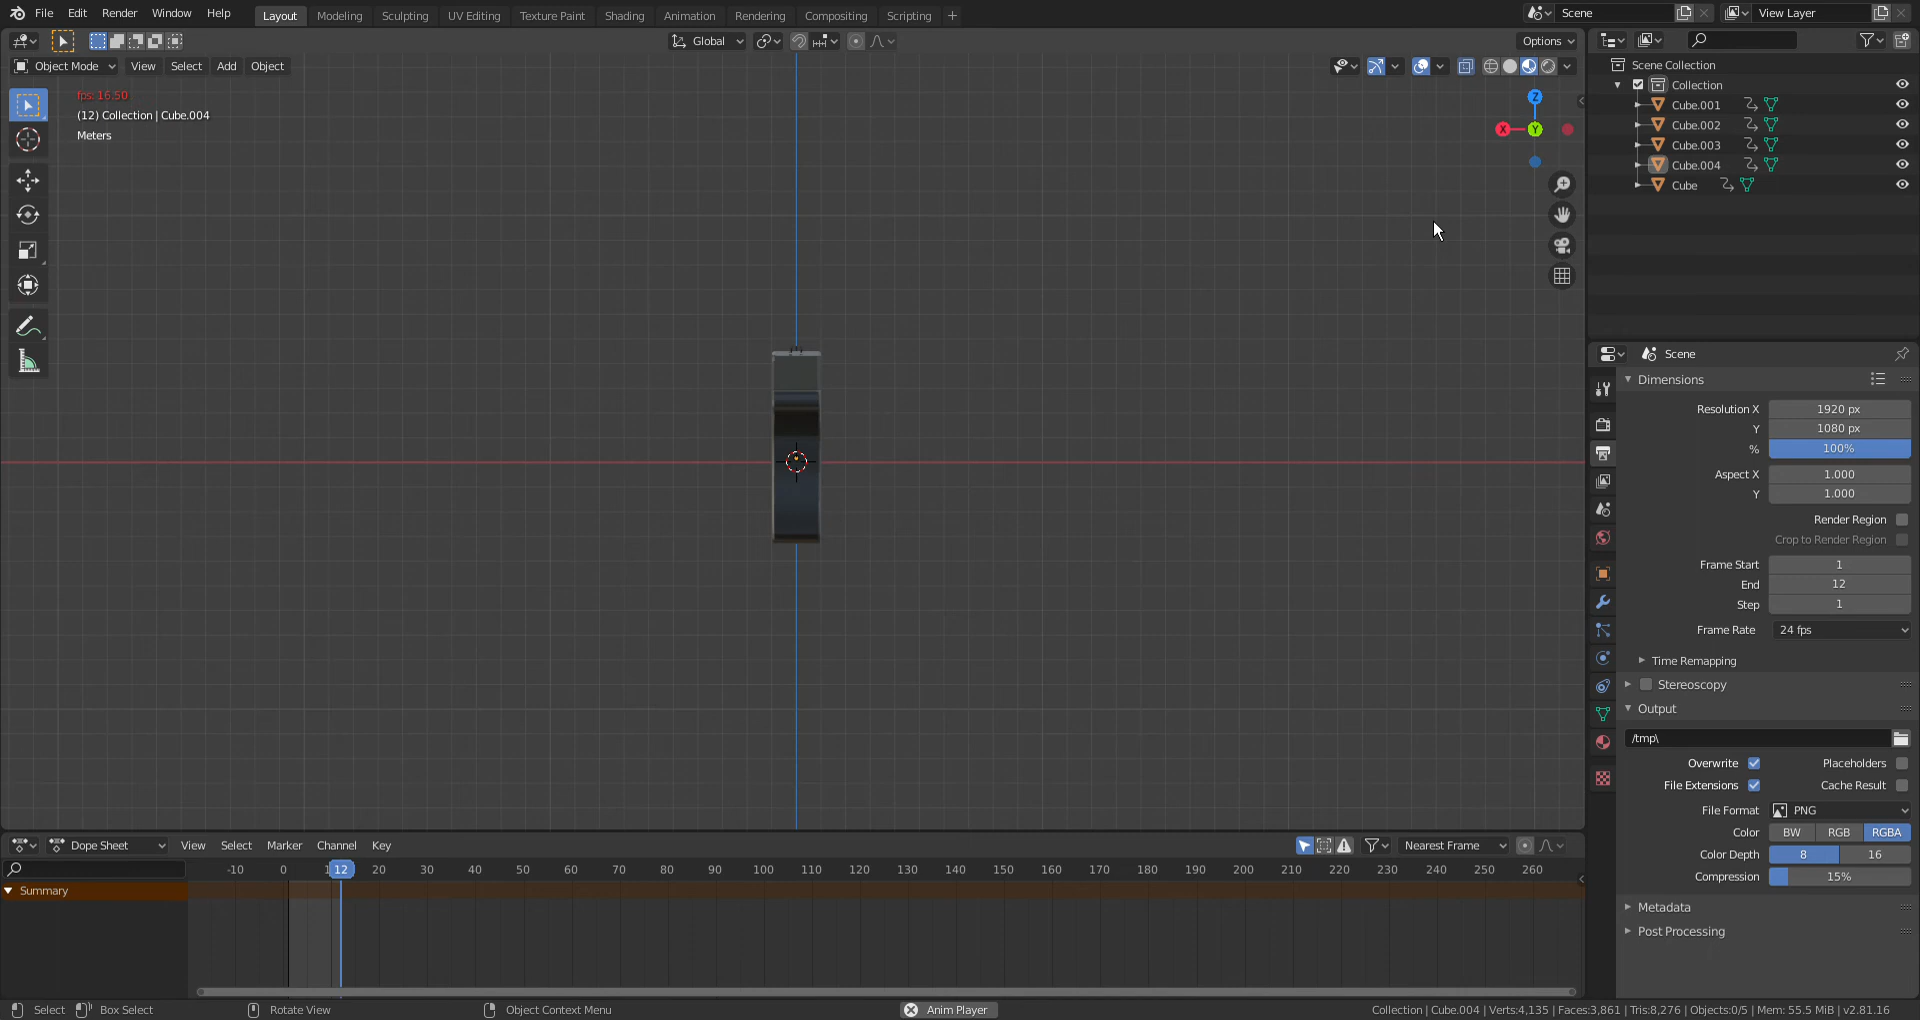 File Edit Render Window Help Layout Modeling Sculpting UV Editing Texture Paint Shading Animation Rendering Compositing Scripting + Scene View Layer
Global Options
Object Mode View Select Add Object
fps: 16.50
(12) Collection | Cube.004
Meters
Z
X Y
Scene Collection
Collection
Cube.001
Cube.002
Cube.003
Cube.004
Cube
Scene
Dimensions
Resolution X 1920 px
Y 1080 px
% 100%
Aspect X 1.000
Y 1.000
Render Region
Crop to Render Region
Frame Start 1
End 12
Step 1
Frame Rate 24 fps
Time Remapping
Stereoscopy
Output
/tmp\
Overwrite Placeholders
File Extensions Cache Result
File Format PNG
Color BW RGB RGBA
Color Depth 8 16
Compression 15%
Metadata
Post Processing
Dope Sheet View Select Marker Channel Key Nearest Frame
-10 0 12 20 30 40 50 60 70 80 90 100 110 120 130 140 150 160 170 180 190 200 210 220 230 240 250 260
Summary
Select Box Select Rotate View Object Context Menu Anim Player Collection | Cube.004 | Verts:4,135 | Faces:3,861 | Tris:8,276 | Objects:0/5 | Mem: 55.5 MiB | v2.81.16